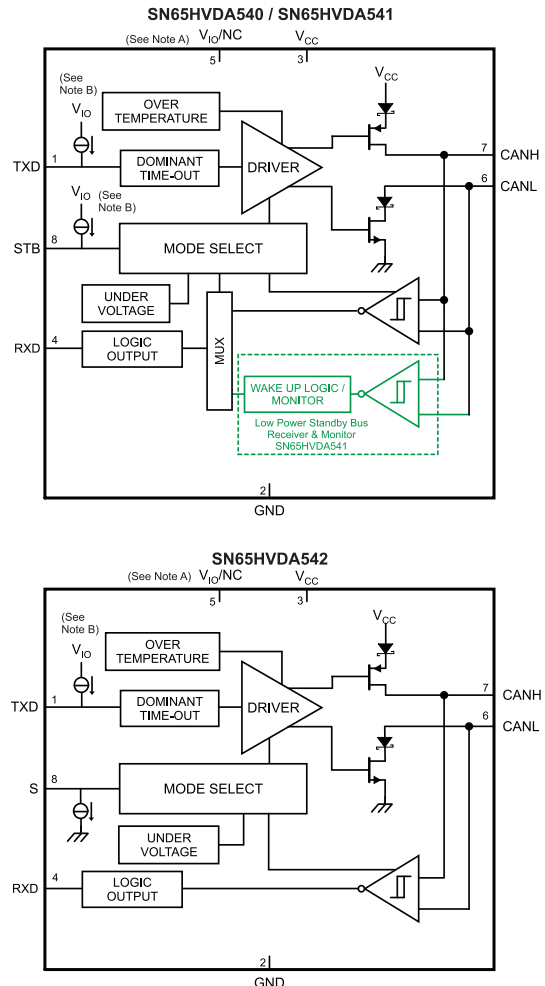 SN65HVDA540 / SN65HVDA541
(See Note A) VIO/NC VCC
5 3
(See
Note B)
VIO
VCC
OVER
TEMPERATURE
7
TXD 1 DOMINANT
TIME-OUT
DRIVER
CANH
6
CANL
VIO (See
Note B)
STB 8 MODE SELECT
UNDER
VOLTAGE
RXD 4 LOGIC
OUTPUT
MUX
WAKE UP LOGIC /
MONITOR
Low Power Standby Bus
Receiver & Monitor
SN65HVDA541
2
GND
SN65HVDA542
(See Note A) VIO/NC VCC
5 3
(See
Note B)
VIO
VCC
OVER
TEMPERATURE
7
TXD 1 DOMINANT
TIME-OUT
DRIVER
CANH
6
CANL
S 8 MODE SELECT
UNDER
VOLTAGE
RXD 4 LOGIC
OUTPUT
2
GND